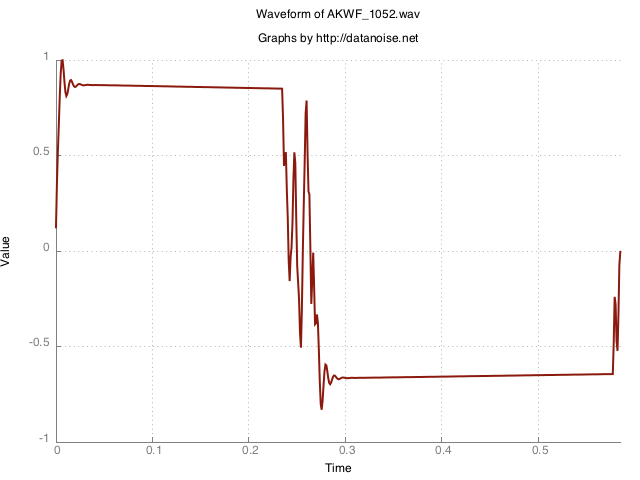 Waveform of AKWF_1052.wav
Graphs by http://datanoise.net
1
0.5
0
-0.5
-1
Value
0 0.1 0.2 0.3 0.4 0.5
Time